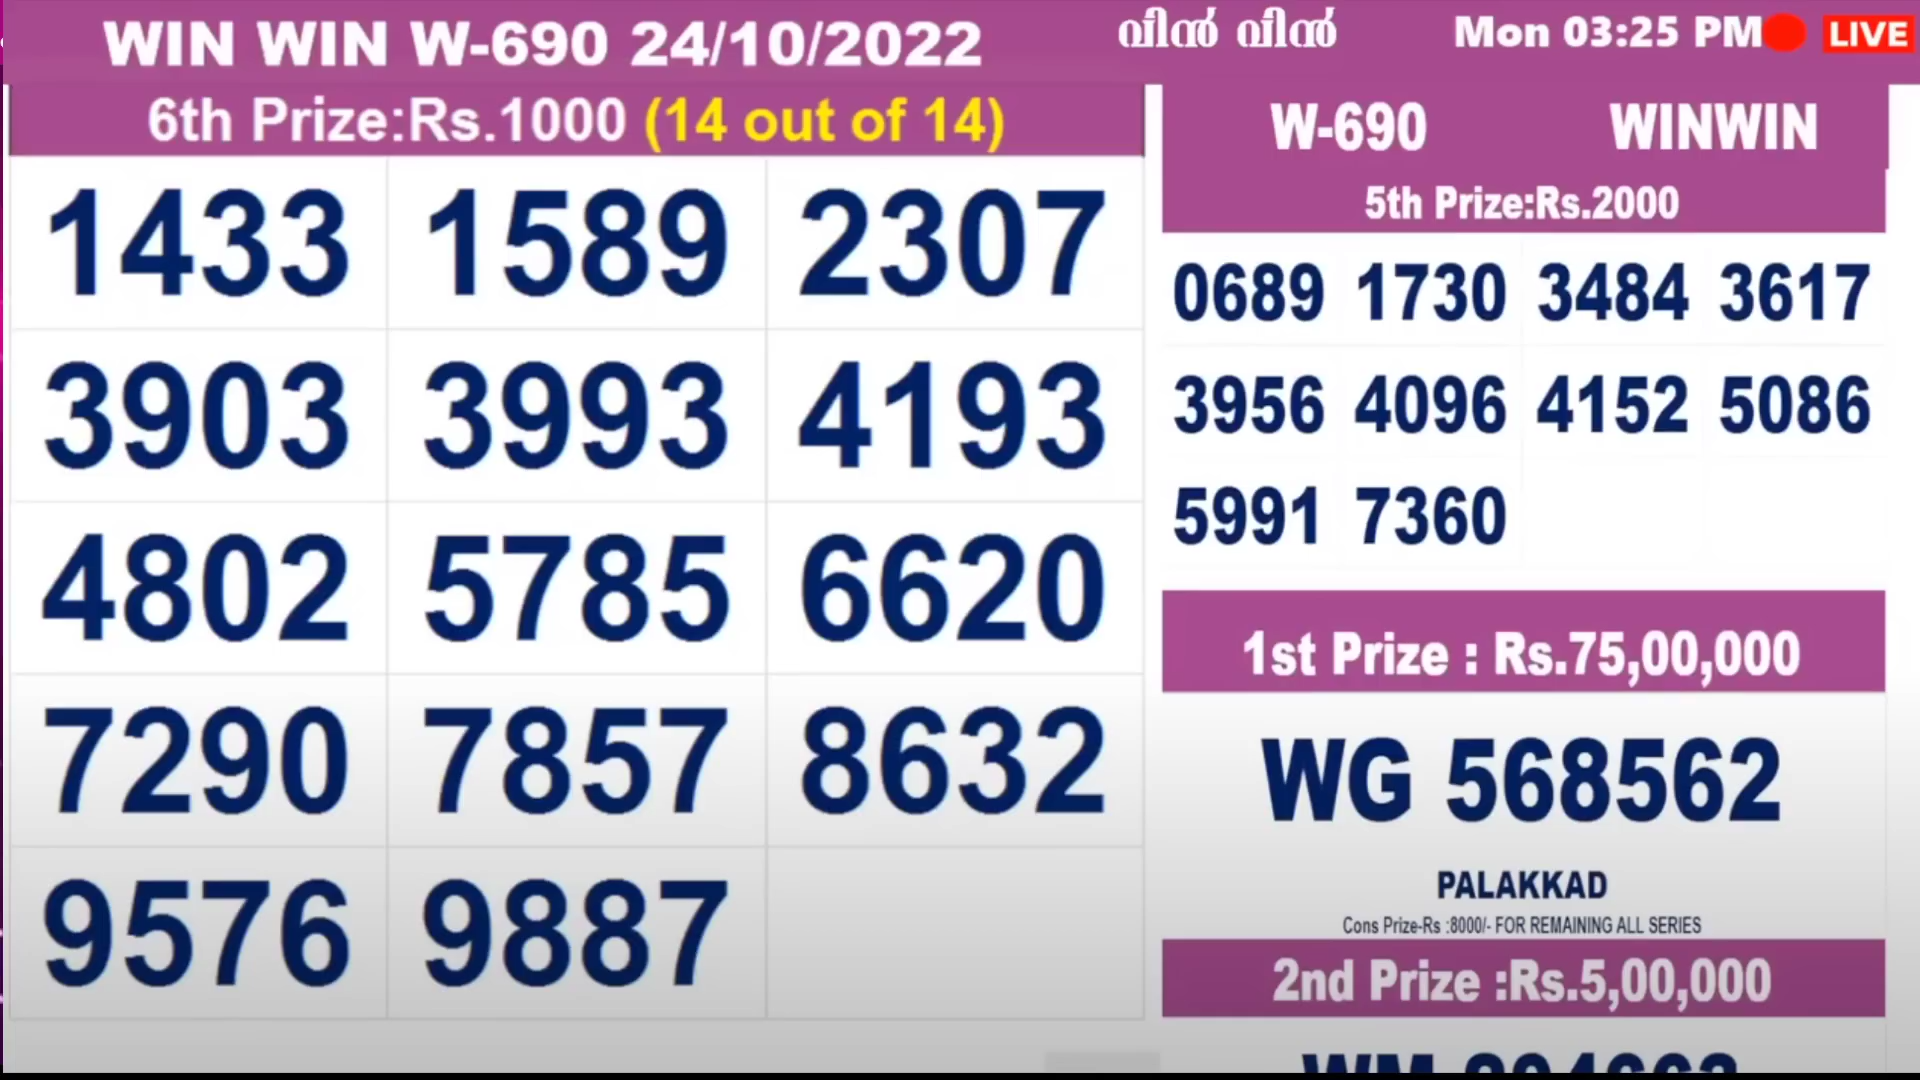 WIN WIN W-690 24/10/2022
വിൻ വിൻ
Mon 03:25 PM
LIVE
6th Prize:Rs.1000 (14 out of 14)
1433 1589 2307
3903 3993 4193
4802 5785 6620
7290 7857 8632
9576 9887
W-690 WINWIN
5th Prize:Rs.2000
0689 1730 3484 3617
3956 4096 4152 5086
5991 7360
1st Prize : Rs.75,00,000
WG 568562
PALAKKAD
Cons Prize-Rs :8000/- FOR REMAINING ALL SERIES
2nd Prize :Rs.5,00,000
WM